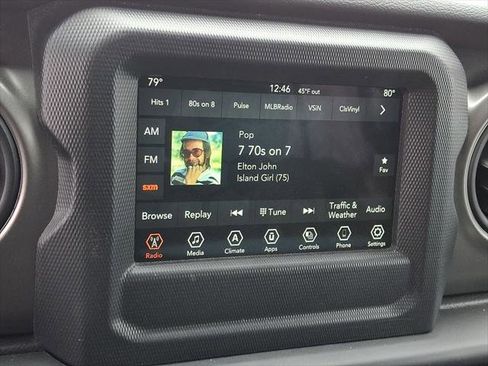 79° 12:46 45°F out 80°
Hits 1 80s on 8 Pulse MLBRadio VSiN ClsVinyl
AM
FM
sxm
Pop
7 70s on 7
Elton John
Island Girl (75)
Fav
Browse Replay Tune Traffic & Weather Audio
Radio Media Climate Apps Controls Phone Settings